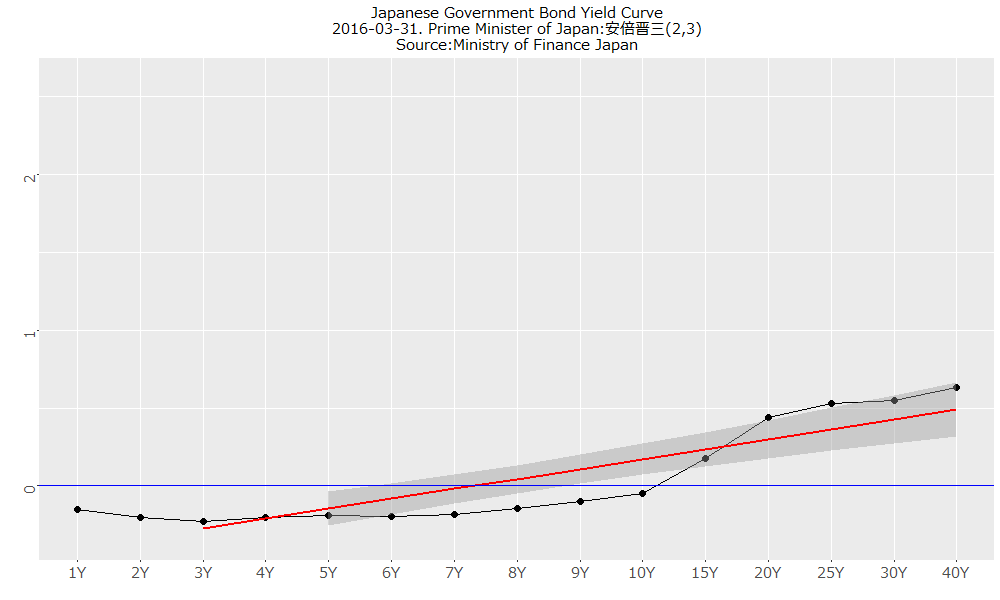 Japanese Government Bond Yield Curve
2016-03-31. Prime Minister of Japan:安倍晋三(2,3)
Source:Ministry of Finance Japan
2
1
0
1Y 2Y 3Y 4Y 5Y 6Y 7Y 8Y 9Y 10Y 15Y 20Y 25Y 30Y 40Y